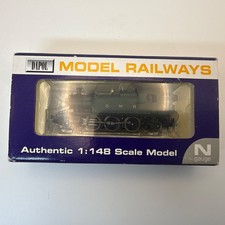 DAPOL
MODEL RAILWAYS
Authentic 1:148 Scale Model
N
gauge